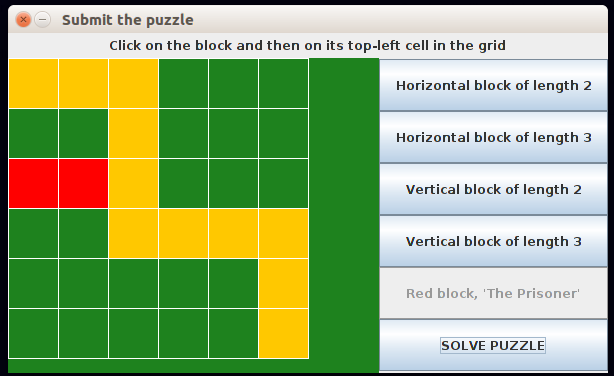 Submit the puzzle
Click on the block and then on its top-left cell in the grid
Horizontal block of length 2
Horizontal block of length 3
Vertical block of length 2
Vertical block of length 3
Red block, 'The Prisoner'
SOLVE PUZZLE